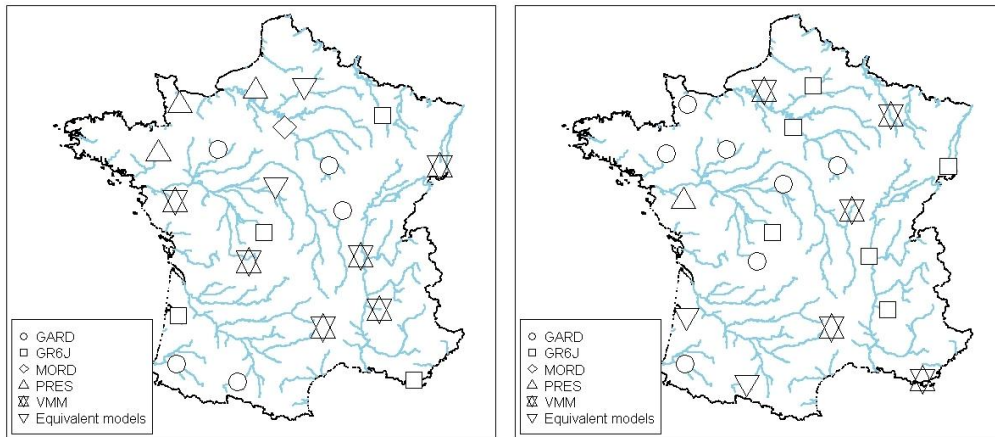 GARD
GR6J
MORD
PRES
VMM
Equivalent models
GARD
GR6J
MORD
PRES
VMM
Equivalent models